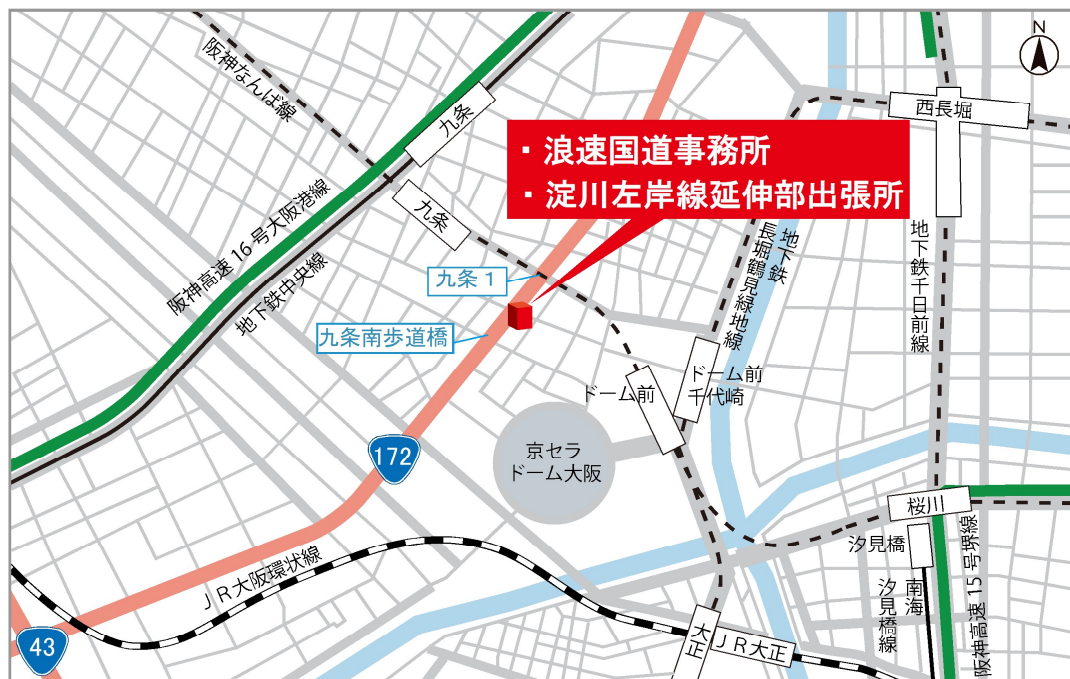 N
阪神なんば線
九条
西長堀
・浪速国道事務所
・淀川左岸線延伸部出張所
九条
阪神高速16号大阪港線
地下鉄中央線
地下鉄
長堀鶴見緑地線
地下鉄千日前線
九条1
九条南歩道橋
ドーム前
ドーム前
千代崎
172
京セラ
ドーム大阪
桜川
汐見橋
南海
汐見橋線
阪神高速15号堺線
JR大阪環状線
43
大正
JR大正